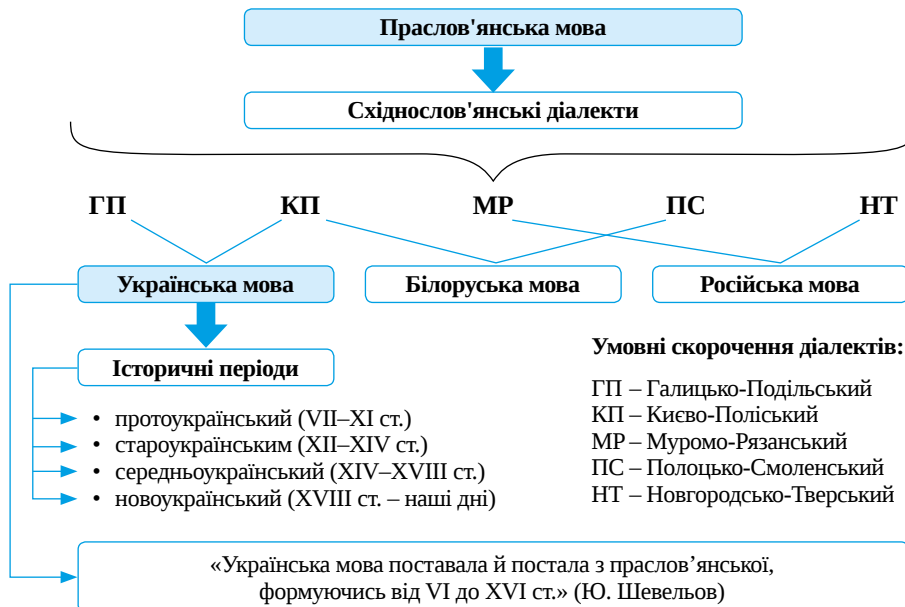 Праслов'янська мова
Східнослов'янські діалекти
ГП КП МР ПС НТ
Українська мова
Білоруська мова
Російська мова
Історичні періоди
• протоукраїнський (VII–XI ст.)
• староукраїнським (XII–XIV ст.)
• середньоукраїнський (XIV–XVIII ст.)
• новоукраїнський (XVIII ст. – наші дні)
Умовні скорочення діалектів:
ГП – Галицько-Подільський
КП – Києво-Поліський
МР – Муромо-Рязанський
ПС – Полоцько-Смоленський
НТ – Новгородсько-Тверський
«Українська мова поставала й постала з праслов’янської,
формуючись від VI до XVI ст.» (Ю. Шевельов)